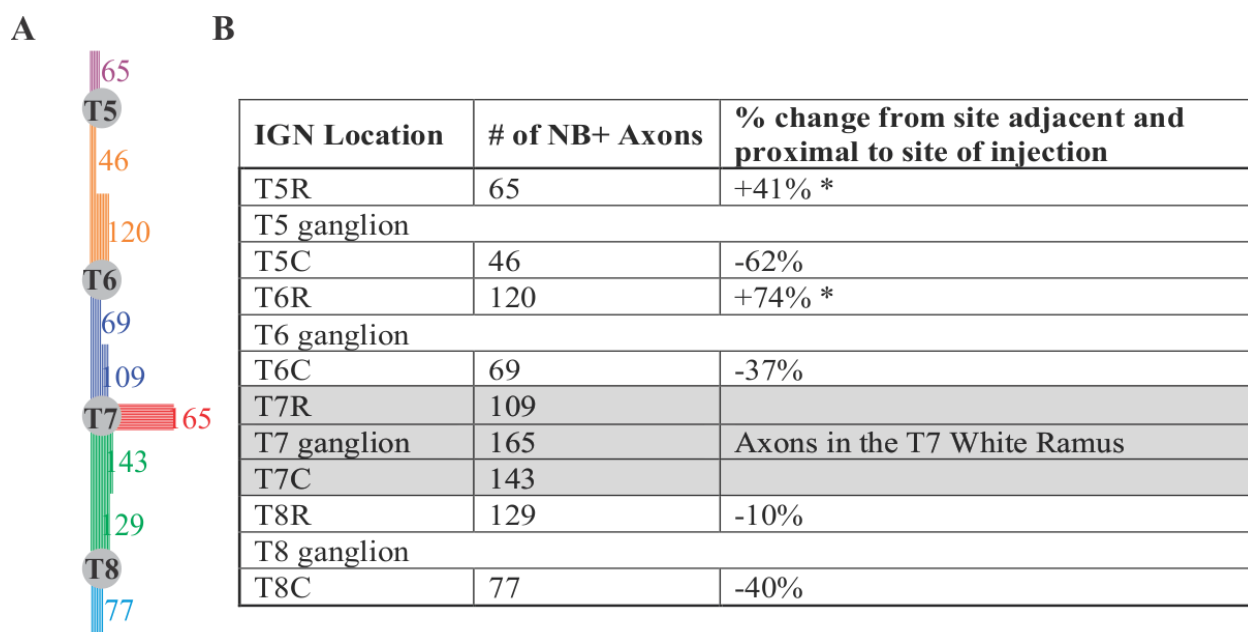 A
B
65
T5
46
120
T6
69
109
T7
165
143
129
T8
77
IGN Location # of NB+ Axons % change from site adjacent and
proximal to site of injection
T5R 65 +41% *
T5 ganglion
T5C 46 -62%
T6R 120 +74% *
T6 ganglion
T6C 69 -37%
T7R 109
T7 ganglion 165 Axons in the T7 White Ramus
T7C 143
T8R 129 -10%
T8 ganglion
T8C 77 -40%